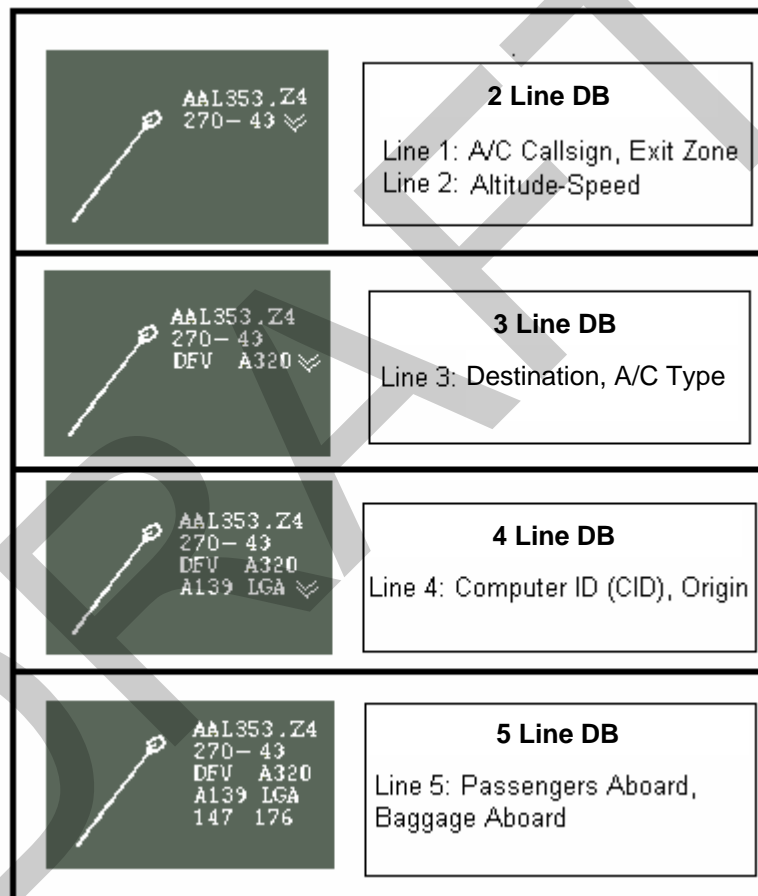 AAL353.Z4
270-43
2 Line DB
Line 1: A/C Callsign, Exit Zone
Line 2: Altitude-Speed
AAL353.Z4
270-43
DFV A320
3 Line DB
Line 3: Destination, A/C Type
AAL353.Z4
270-43
DFV A320
A139 LGA
4 Line DB
Line 4: Computer ID (CID), Origin
AAL353.Z4
270-43
DFV A320
A139 LGA
147 176
5 Line DB
Line 5: Passengers Aboard,
Baggage Aboard
DRAFT